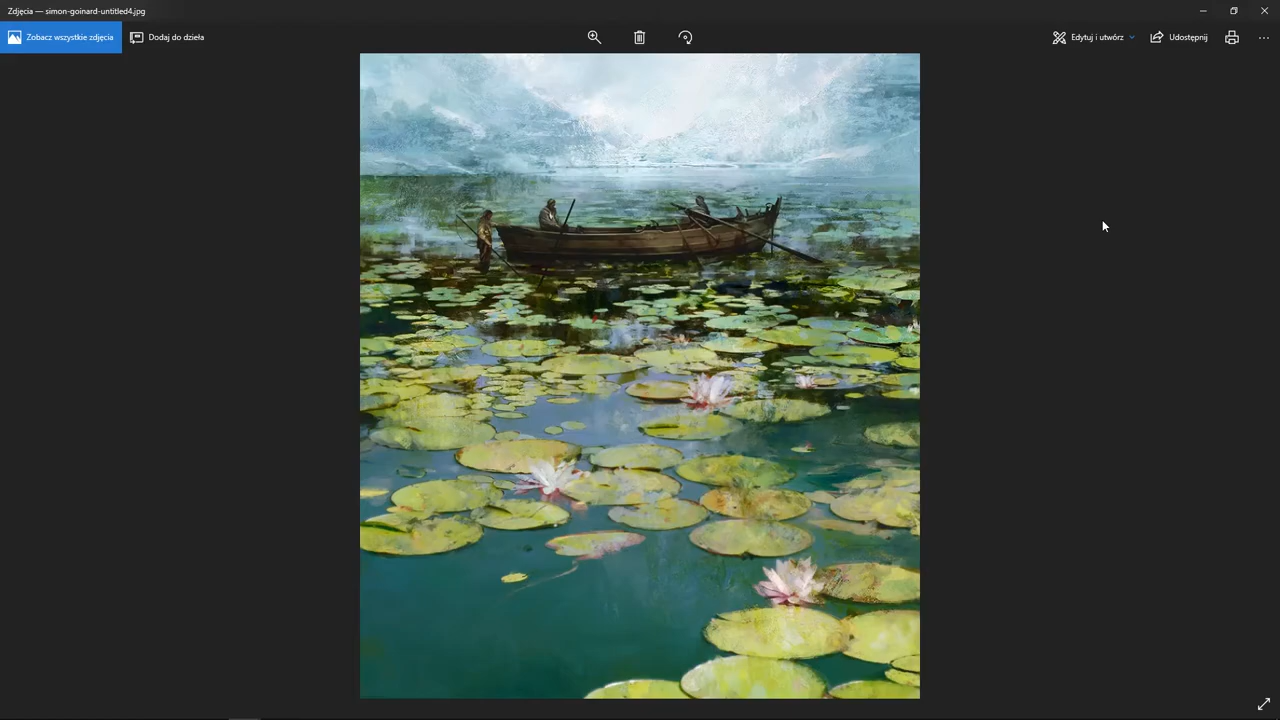 Zdjęcia — simon-goinard-untitled4.jpg
Zobacz wszystkie zdjęcia
Dodaj do dzieła
Edytuj i utwórz
Udostępnij